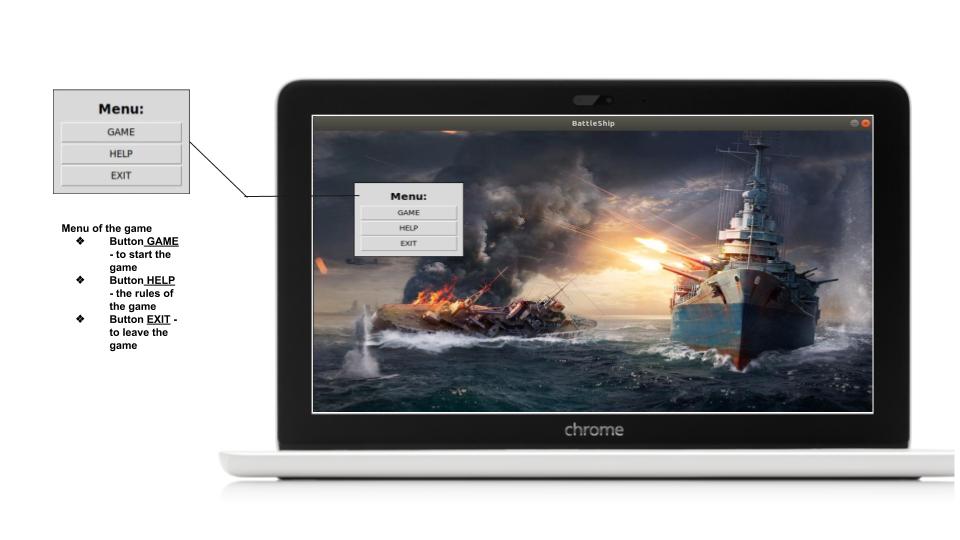 Menu:
GAME
HELP
EXIT
Menu of the game
❖ Button GAME
- to start the
game
❖ Button HELP
- the rules of
the game
❖ Button EXIT -
to leave the
game
BattleShip
Menu:
GAME
HELP
EXIT
chrome